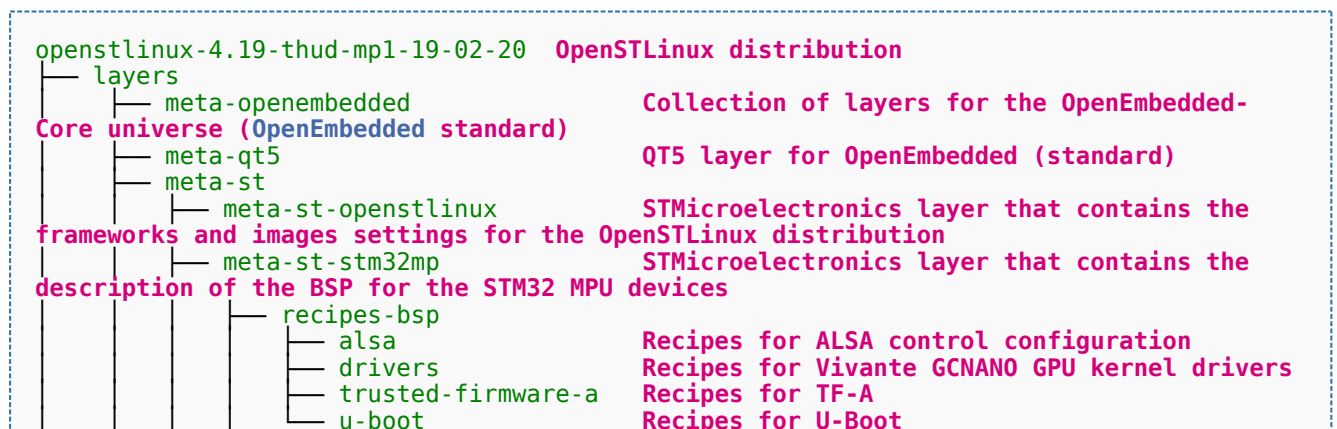 openstlinux-4.19-thud-mp1-19-02-20  OpenSTLinux distribution
├── layers
│    ├── meta-openembedded                Collection of layers for the OpenEmbedded-
Core universe (OpenEmbedded standard)
│    ├── meta-qt5                         QT5 layer for OpenEmbedded (standard)
│    ├── meta-st
│    │   ├── meta-st-openstlinux          STMicroelectronics layer that contains the
frameworks and images settings for the OpenSTLinux distribution
│    │   ├── meta-st-stm32mp              STMicroelectronics layer that contains the
description of the BSP for the STM32 MPU devices
│    │   │   ├── recipes-bsp
│    │   │   │   ├── alsa                 Recipes for ALSA control configuration
│    │   │   │   ├── drivers              Recipes for Vivante GCNANO GPU kernel drivers
│    │   │   │   ├── trusted-firmware-a   Recipes for TF-A
│    │   │   │   └── u-boot               Recipes for U-Boot